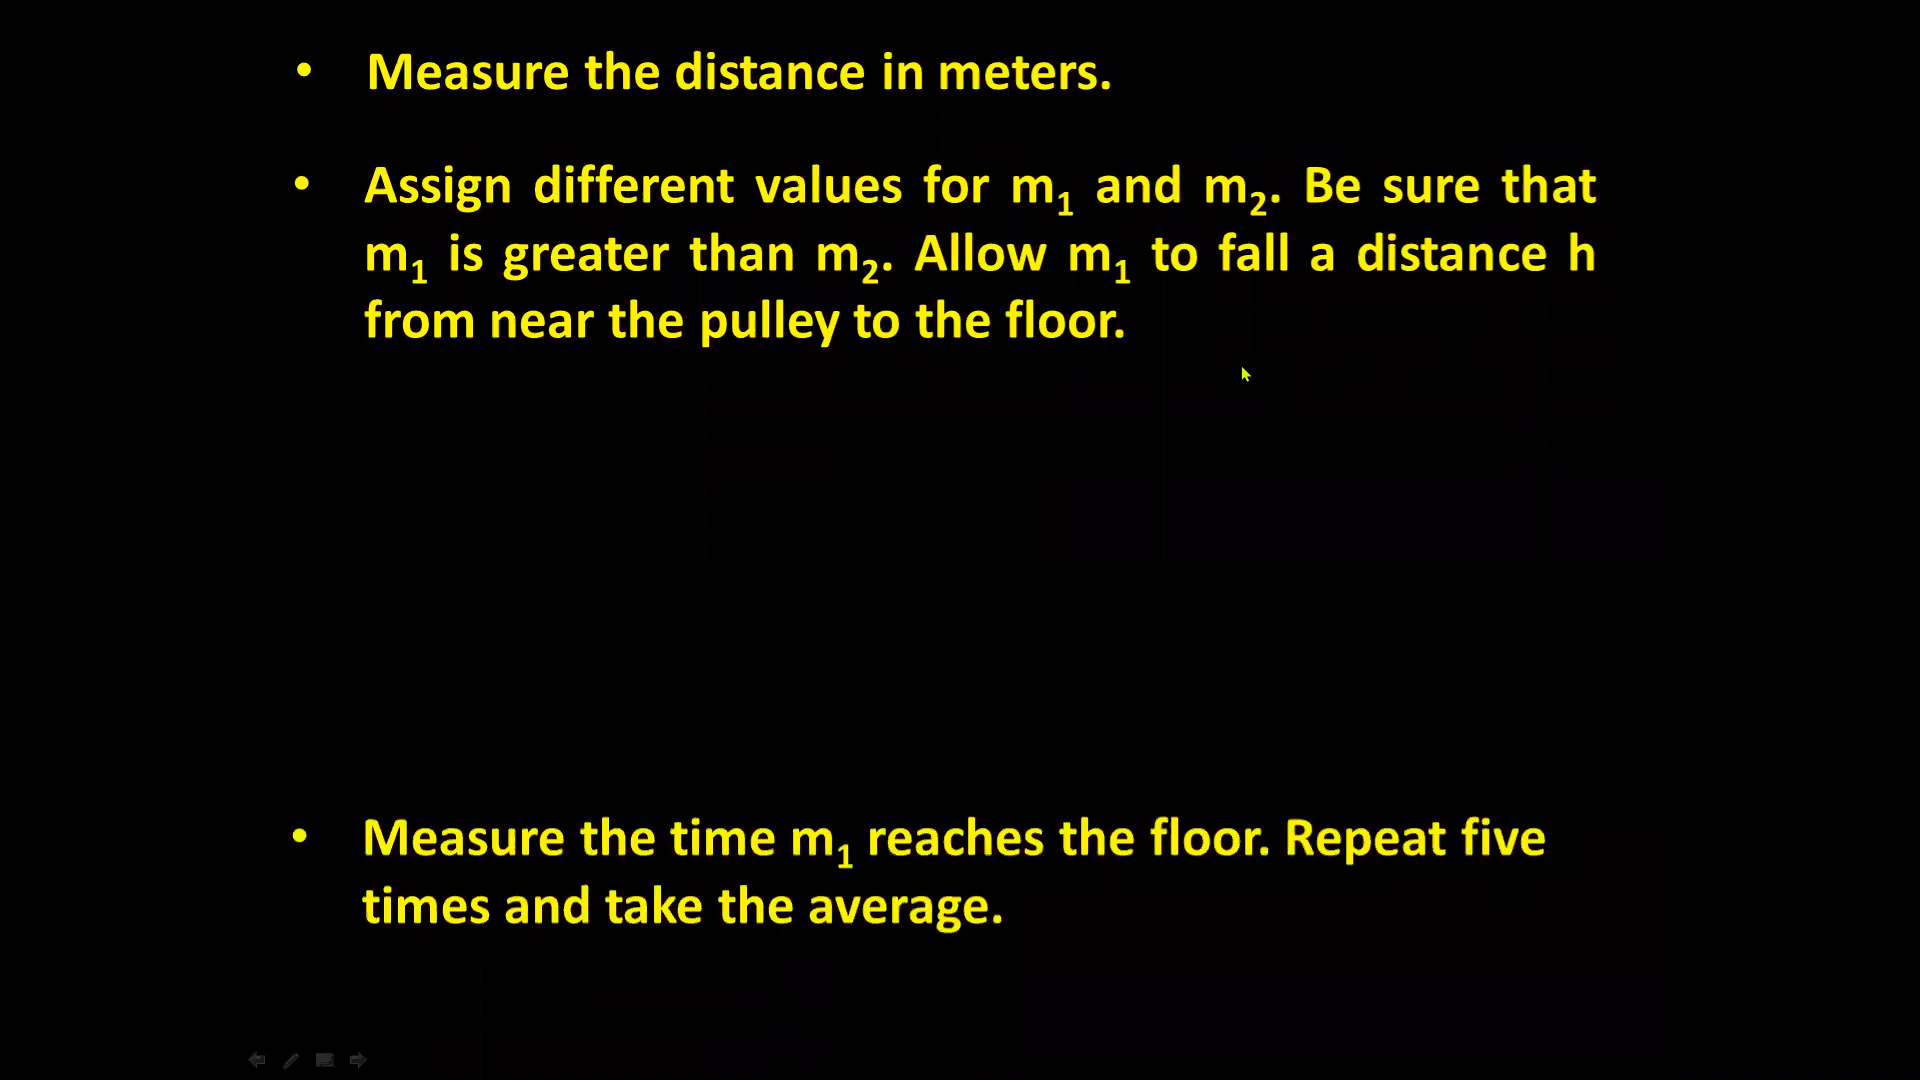 • Measure the distance in meters.
• Assign different values for m₁ and m₂. Be sure that
m₁ is greater than m₂. Allow m₁ to fall a distance h
from near the pulley to the floor.
• Measure the time m₁ reaches the floor. Repeat five
times and take the average.